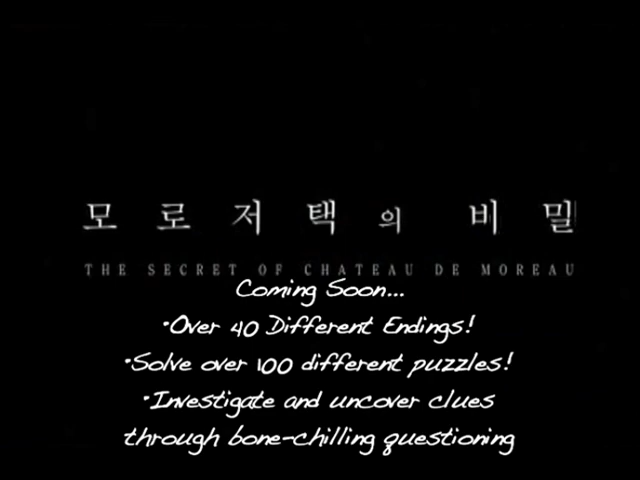 모로저택의 비밀
THE SECRET OF CHATEAU DE MOREAU
Coming Soon...
•Over 40 Different Endings!
•Solve over 100 different puzzles!
•Investigate and uncover clues
through bone-chilling questioning